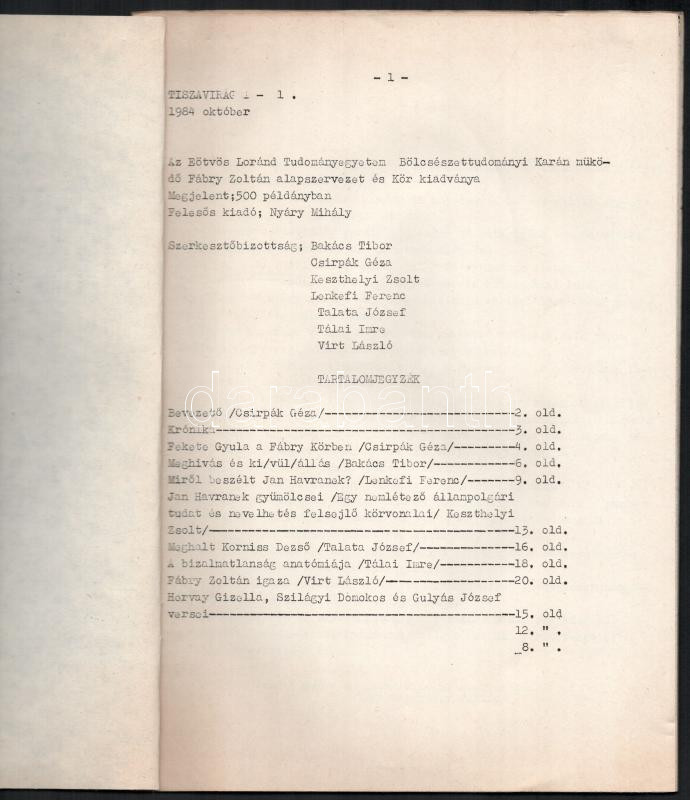 - 1 -
TISZAVIRÁG 1 - 1 .
1984 október
Az Eötvös Loránd Tudományegyetem Bölcsészettudományi Karán mükö-
dő Fábry Zoltán alapszervezet és Kör kiadványa
Megjelent;500 példányban
Felesős kiadó; Nyáry Mihály
Szerkesztőbizottság; Bakács Tibor
Csirpák Géza
Keszthelyi Zsolt
Lenkefi Ferenc
Talata József
Tálai Imre
Virt László
TARTALOMJEGYZÉK
Bevezető /Csirpák Géza/------------------------------2. old.
Krónika----------------------------------------------3. old.
Fekete Gyula a Fábry Körben /Csirpák Géza/---------4. old.
Meghivás és ki/vül/állás /Bakács Tibor/------------6. old.
Miről beszélt Jan Havranek? /Lenkefi Ferenc/-------9. old.
Jan Havranek gyümölcsei /Egy nemlétező állampolgári
tudat és nevelhetés felsejlő körvonalai/ Keszthelyi
Zsolt/-----------------------------------------------13. old.
Meghalt Korniss Dezső /Talata József/--------------16. old.
A bizalmatlanság anatómiája /Tálai Imre/-----------18. old.
Fábry Zoltán igaza /Virt László/-------------------20. old.
Hervay Gizella, Szilágyi Domokos és Gulyás József
versei-----------------------------------------------15. old
12. " .
8. " .
darabanth